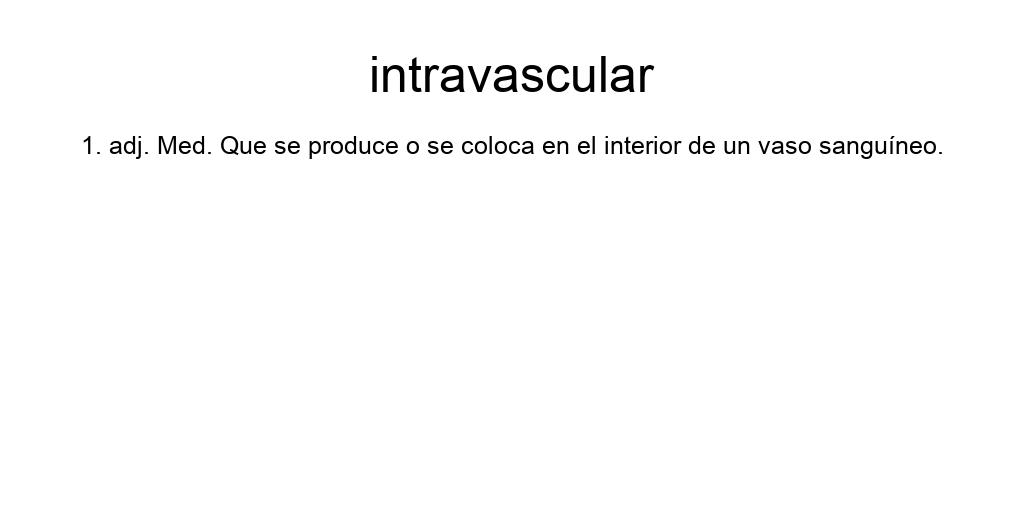 intravascular
1. adj. Med. Que se produce o se coloca en el interior de un vaso sanguíneo.